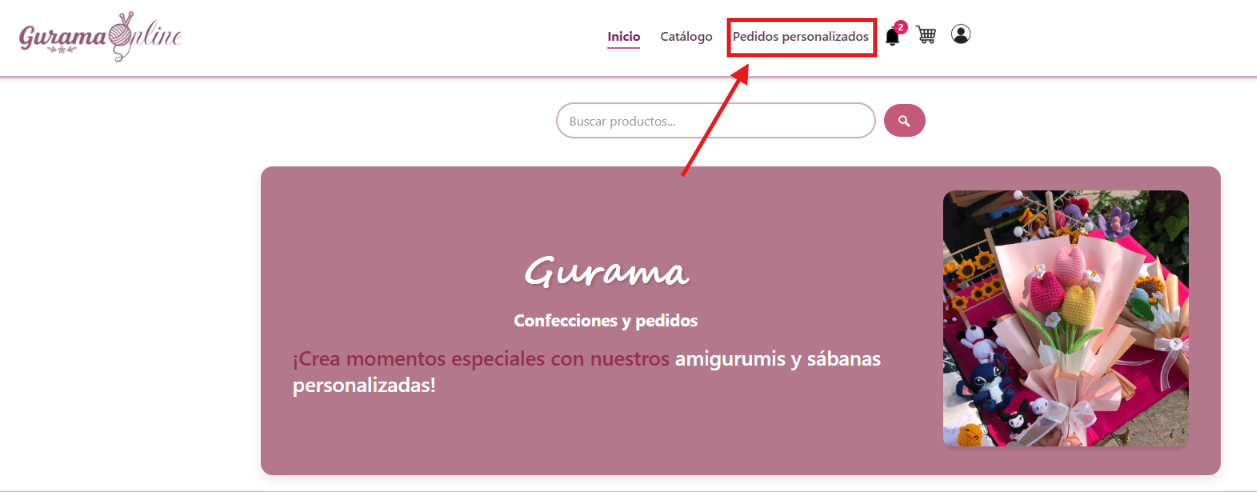 Gurama Online
Inicio Catálogo Pedidos personalizados 2
Buscar productos...
Gurama
Confecciones y pedidos
¡Crea momentos especiales con nuestros amigurumis y sábanas
personalizadas!